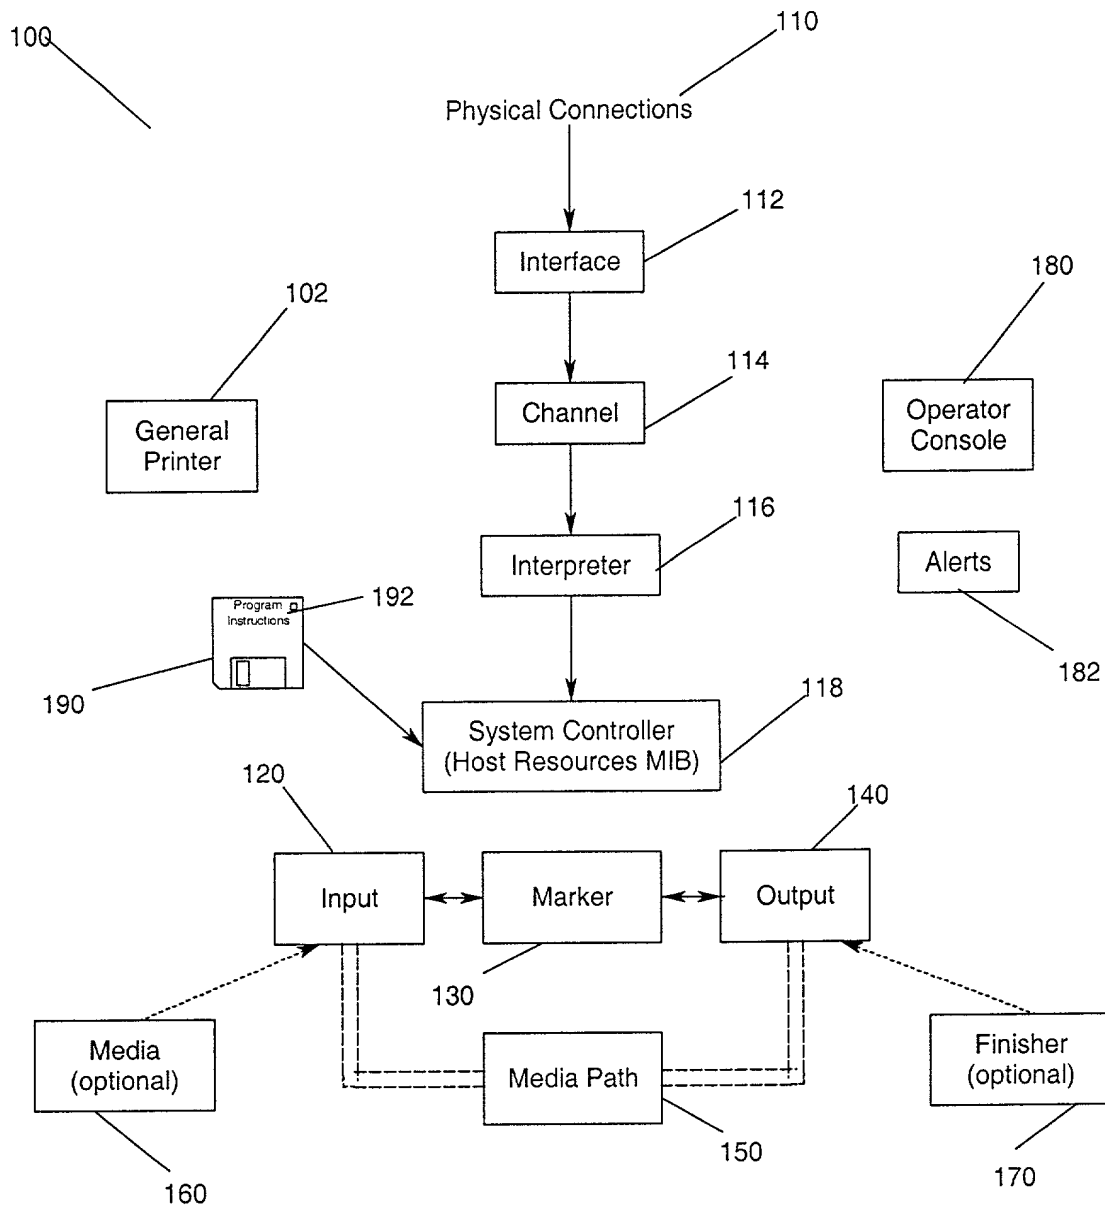 100
110
Physical Connections
112
Interface
180
102
114
Channel
Operator
Console
General
Printer
116
Interpreter
Alerts
192
Program
Instructions
182
190
118
System Controller
(Host Resources MIB)
120
140
Input
Marker
Output
130
Media
(optional)
Media Path
Finisher
(optional)
150
160
170